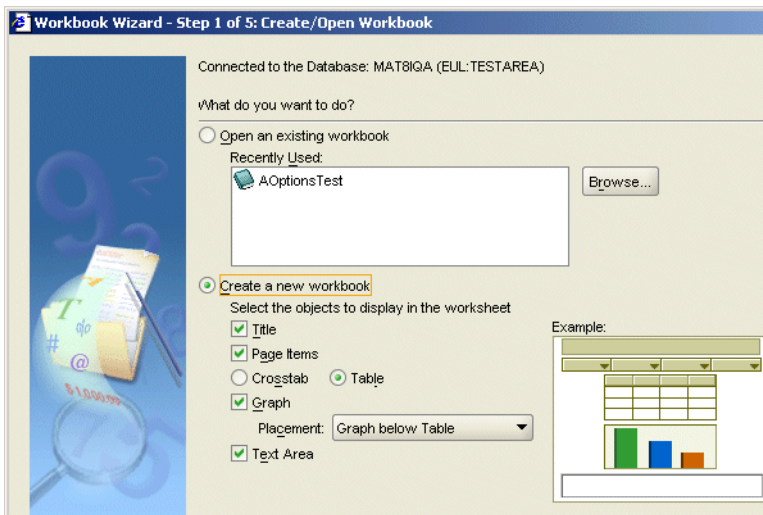 Workbook Wizard - Step 1 of 5: Create/Open Workbook
Connected to the Database: MAT8IQA (EUL:TESTAREA)
What do you want to do?
Open an existing workbook
Recently Used:
AOptionsTest
Browse...
Create a new workbook
Select the objects to display in the worksheet
Title
Example:
Page Items
Crosstab
Table
Graph
Placement: Graph below Table
Text Area